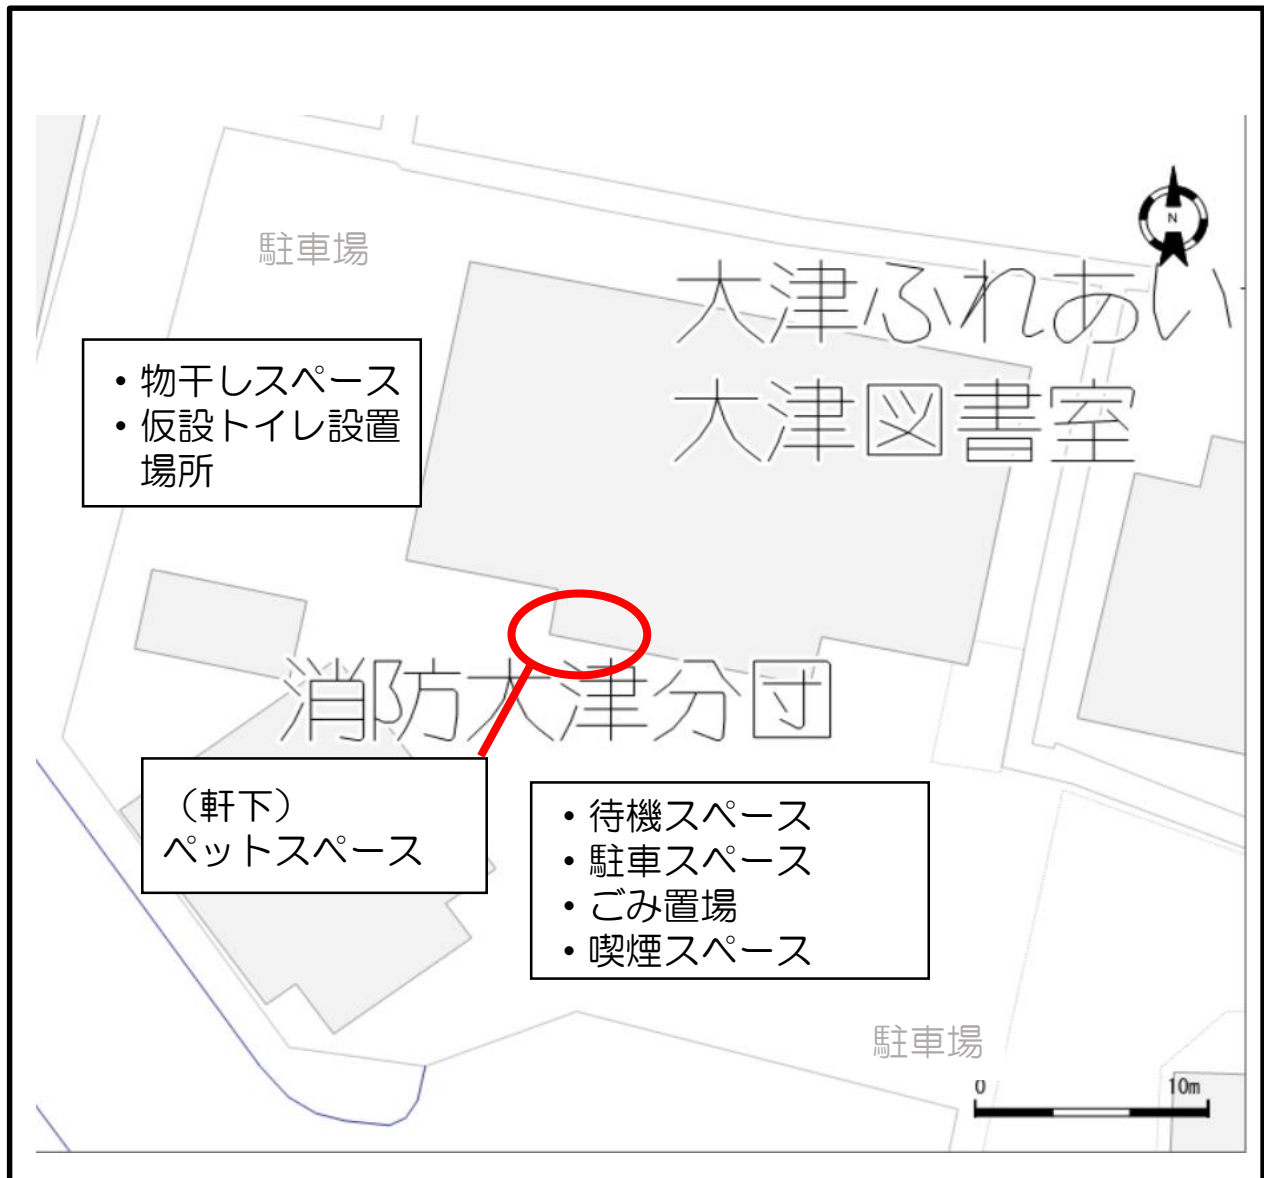 駐車場
N
大津ふれあい
大津図書室
・物干しスペース
・仮設トイレ設置
場所
消防大津分団
（軒下）
ペットスペース
・待機スペース
・駐車スペース
・ごみ置場
・喫煙スペース
駐車場
0 10m